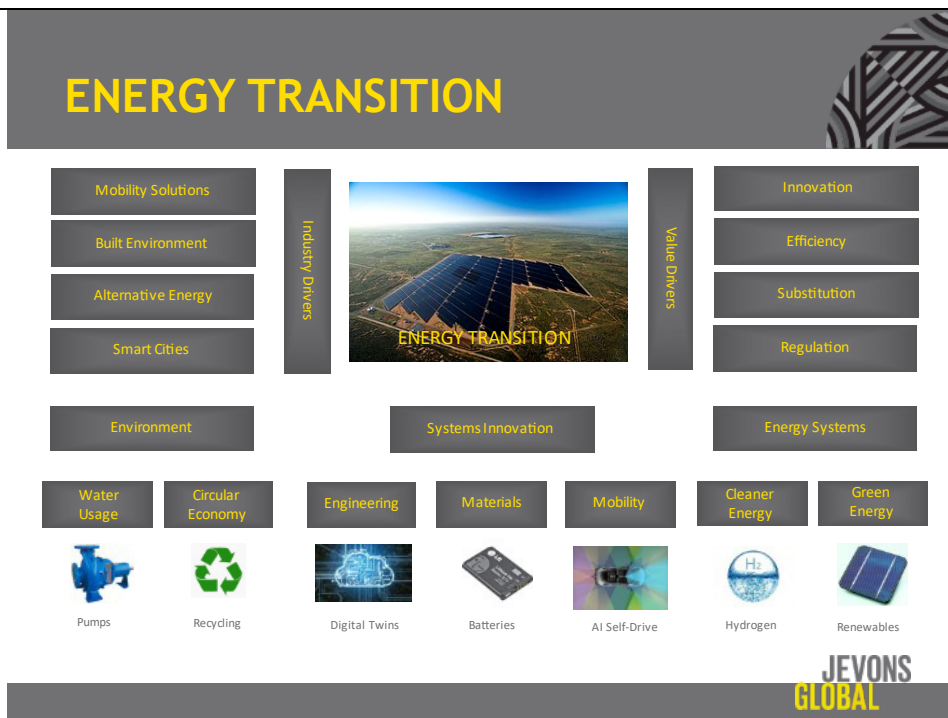 ENERGY TRANSITION
Mobility Solutions
Built Environment
Alternative Energy
Smart Cities
Industry Drivers
ENERGY TRANSITION
Value Drivers
Innovation
Efficiency
Substitution
Regulation
Environment
Systems Innovation
Energy Systems
Water
Usage
Circular
Economy
Engineering
Materials
Mobility
Cleaner
Energy
Green
Energy
H2
Pumps
Recycling
Digital Twins
Batteries
AI Self-Drive
Hydrogen
Renewables
JEVONS
GLOBAL